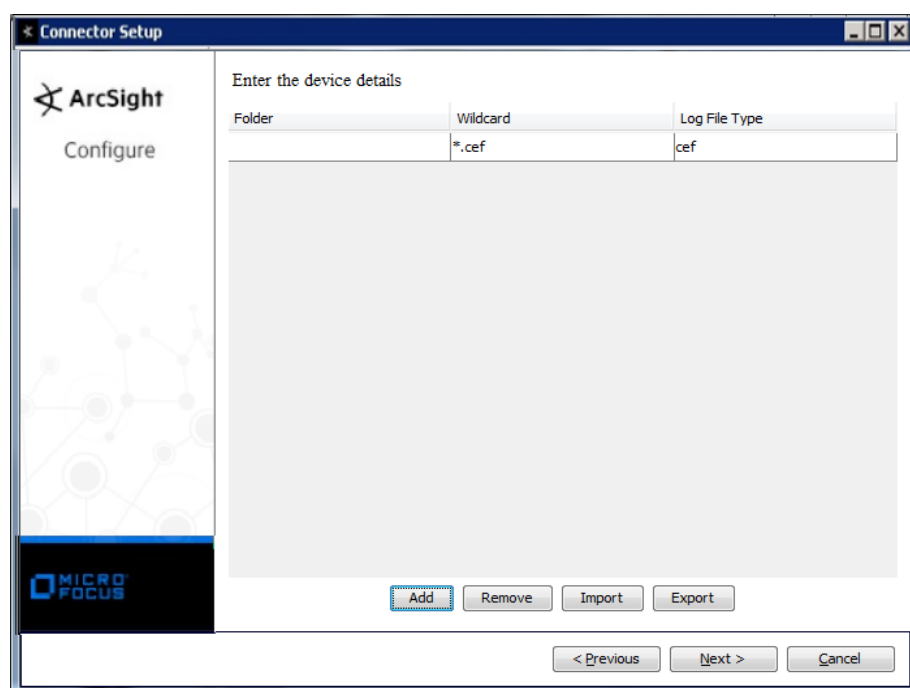 Connector Setup
ArcSight
Configure
Enter the device details
Folder Wildcard Log File Type
*.cef cef
MICRO
FOCUS
Add Remove Import Export
< Previous Next > Cancel